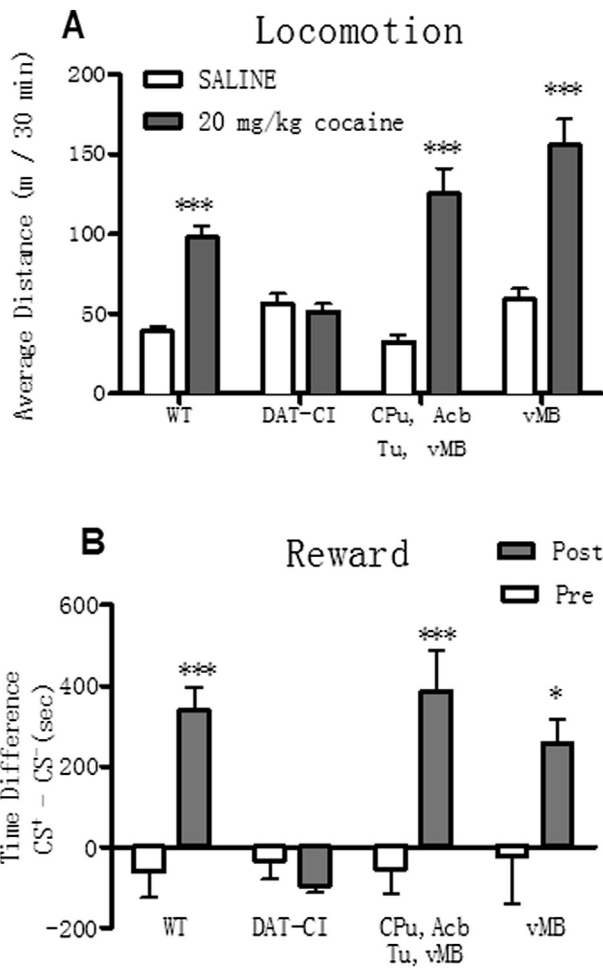 A
Locomotion
SALINE
20 mg/kg cocaine
Average Distance (m / 30 min)
200
150
100
50
0
***
***
***
WT
DAT-CI
CPu, Acb
Tu, vMB
vMB
B
Reward
Post
Pre
Time Difference
CS⁺ - CS⁻(sec)
600
400
200
0
-200
***
***
*
WT
DAT-CI
CPu, Acb
Tu, vMB
vMB